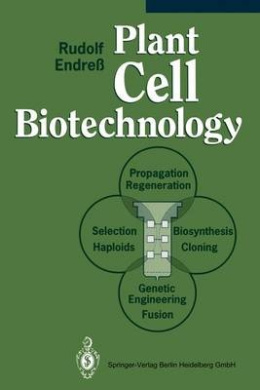 Rudolf
Endreß
Plant
Cell
Biotechnology
Propagation
Regeneration
Selection
Haploids
Biosynthesis
Cloning
Genetic
Engineering
Fusion
Springer-Verlag Berlin Heidelberg GmbH